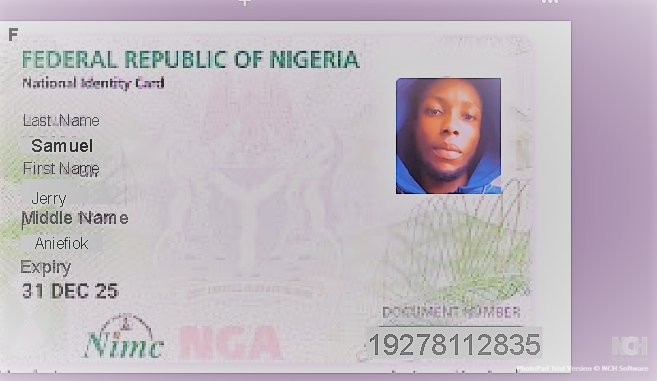 F
FEDERAL REPUBLIC OF NIGERIA
National Identity Card
Last Name
Samuel
First Name
Jerry
Middle Name
Aniefiok
Expiry
31 DEC 25
DOCUMENT NUMBER
19278112835
Nimc NGA
NCH
PhotoPad Trial Version © NCH Software